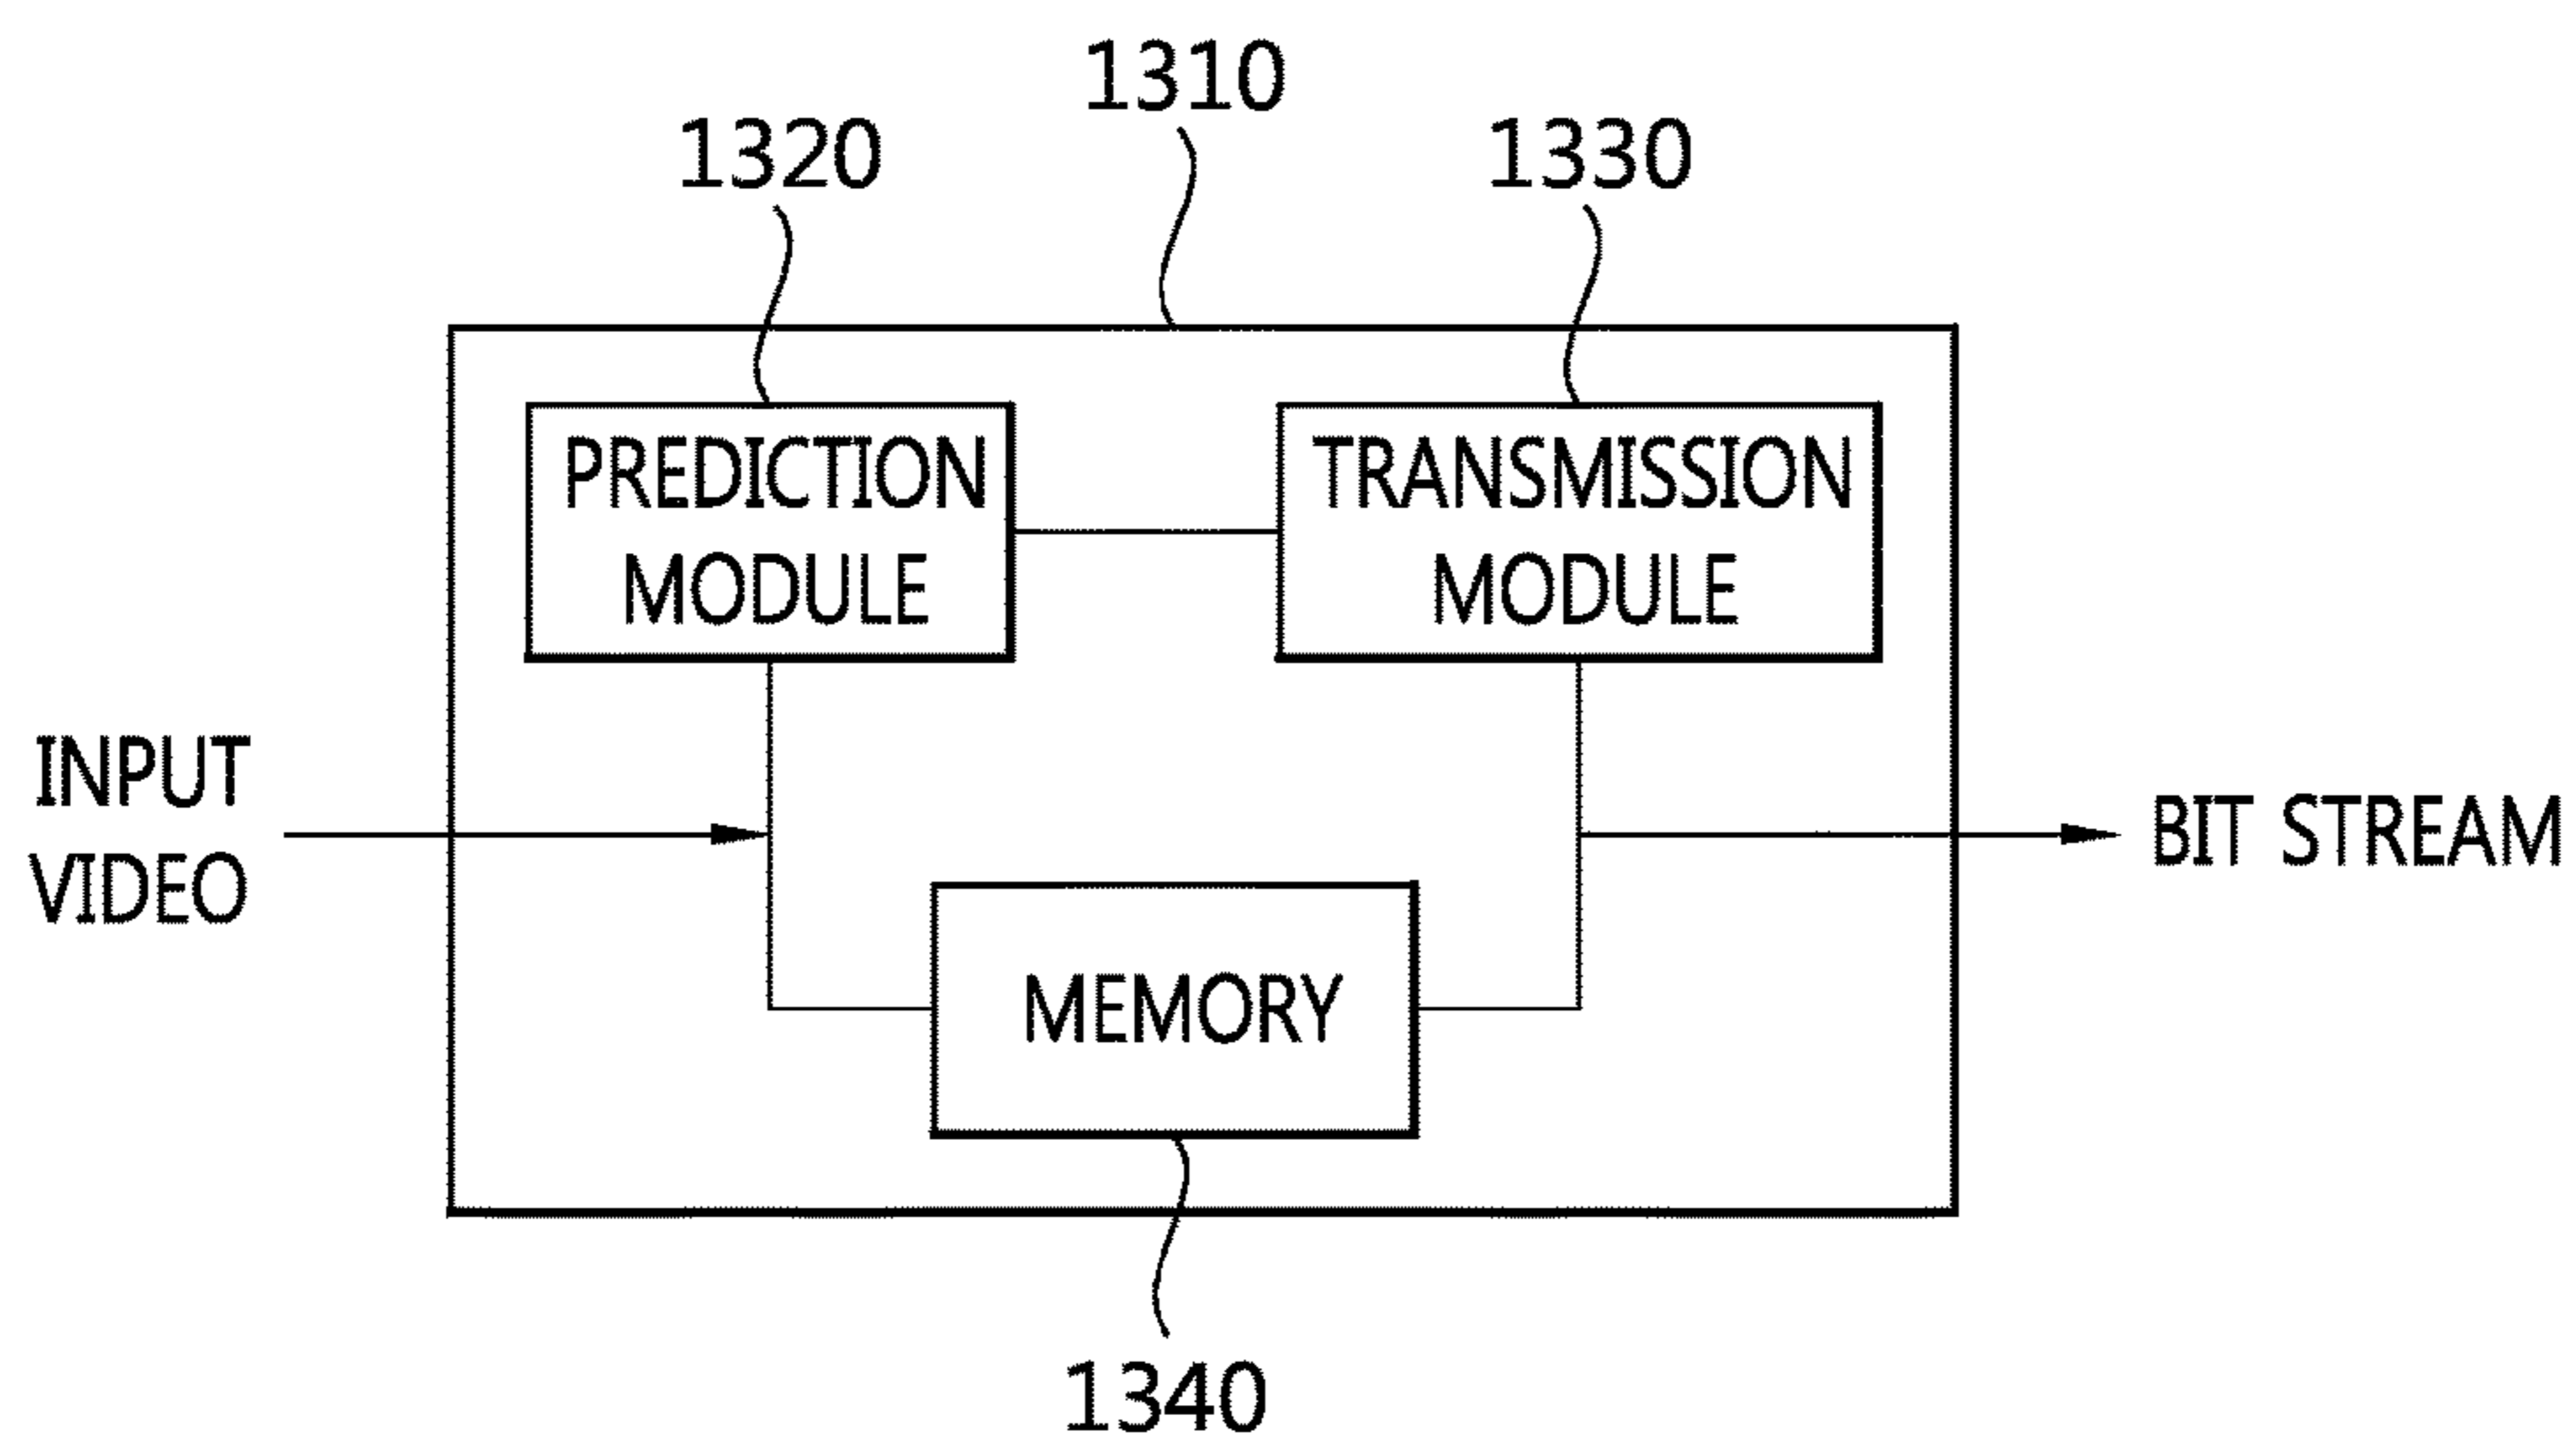 1310
1320
1330
PREDICTION
MODULE
TRANSMISSION
MODULE
INPUT
VIDEO
BIT STREAM
MEMORY
1340